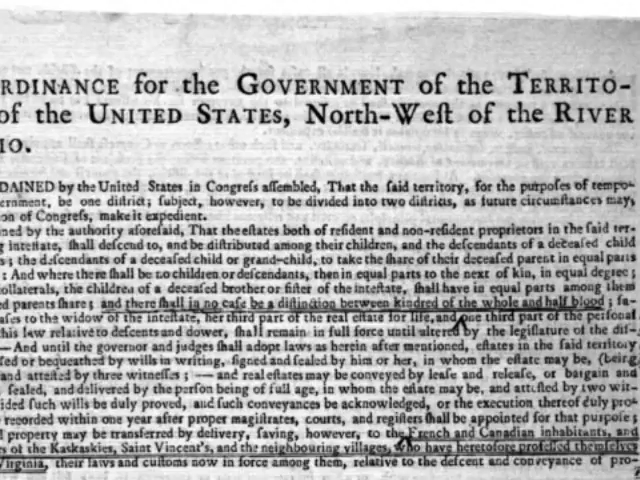 RDINANCE for the GOVERNMENT of the TERRITO-
of the UNITED STATES, North-Weſt of the RIVER
IO.
DAINED by the United States in Congreſs aſſembled, That the ſaid territory, for the purpoſes of tempo-
ernment, be one diſtrict; ſubject, however, to be divided into two diſtricts, as future circumſtances may,
on of Congreſs, make it expedient.
ned by the authority aforeſaid, That the eſtates both of reſident and non-reſident proprietors in the ſaid ter-
g inteſtate, ſhall deſcend to, and be diſtributed among their children, and the deſcendants of a deceaſed child
s; the deſcendants of a deceaſed child or grand-child, to take the ſhare of their deceaſed parent in equal parts
: And where there ſhall be no children or deſcendants, then in equal parts to the next of kin, in equal degree;
ollaterals, the children of a deceaſed brother or ſiſter of the inteſtate, ſhall have in equal parts among them
ed parents ſhare; and there ſhall in no caſe be a diſtinction between kindred of the whole and half blood; ſa-
aſes to the widow of the inteſtate, her third part of the real eſtate for life, and one third part of the perſonal
his law relative to deſcents and dower, ſhall remain in full force until altered by the legiſlature of the diſ-
—And until the governor and judges ſhall adopt laws as herein after mentioned, eſtates in the ſaid territory
ſed or bequeathed by wills in writing, ſigned and ſealed by him or her, in whom the eſtate may be, (being
and atteſted by three witneſſes; — and real eſtates may be conveyed by leaſe and releaſe, or bargain and
ſealed, and delivered by the perſon being of full age, in whom the eſtate may be, and atteſted by two wit-
ided ſuch wills be duly proved, and ſuch conveyances be acknowledged, or the execution thereof duly pro-
recorded within one year after proper magiſtrates, courts, and regiſters ſhall be appointed for that purpoſe;
l property may be transferred by delivery, ſaving, however, to the French and Canadian inhabitants, and
rs of the Kaskaskies, Saint Vincent's, and the neighbouring villages, who have heretofore profeſſed themſelves
Virginia, their laws and cuſtoms now in force among them, relative to the deſcent and conveyance of pro-